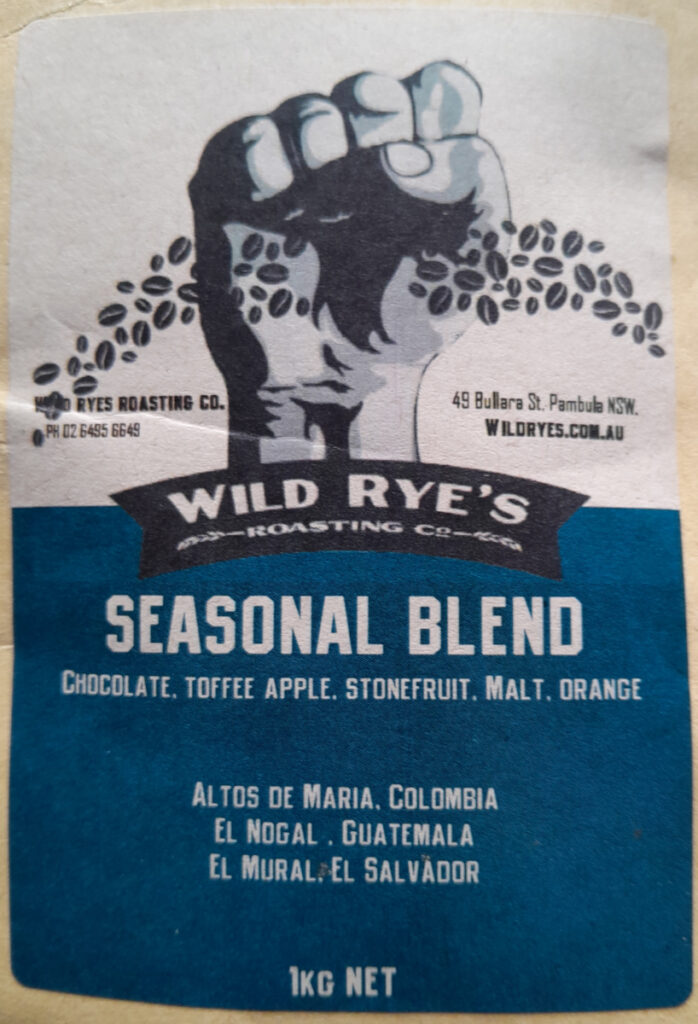 WILD RYES ROASTING CO.
PH 02 6495 6649
49 Bullara St. Pambula NSW.
WILDRYES.COM.AU
WILD RYE'S
ROASTING CO
SEASONAL BLEND
CHOCOLATE, TOFFEE APPLE, STONEFRUIT, MALT, ORANGE
ALTOS DE MARIA, COLOMBIA
EL NOGAL , GUATEMALA
EL MURAL, EL SALVADOR
1KG NET